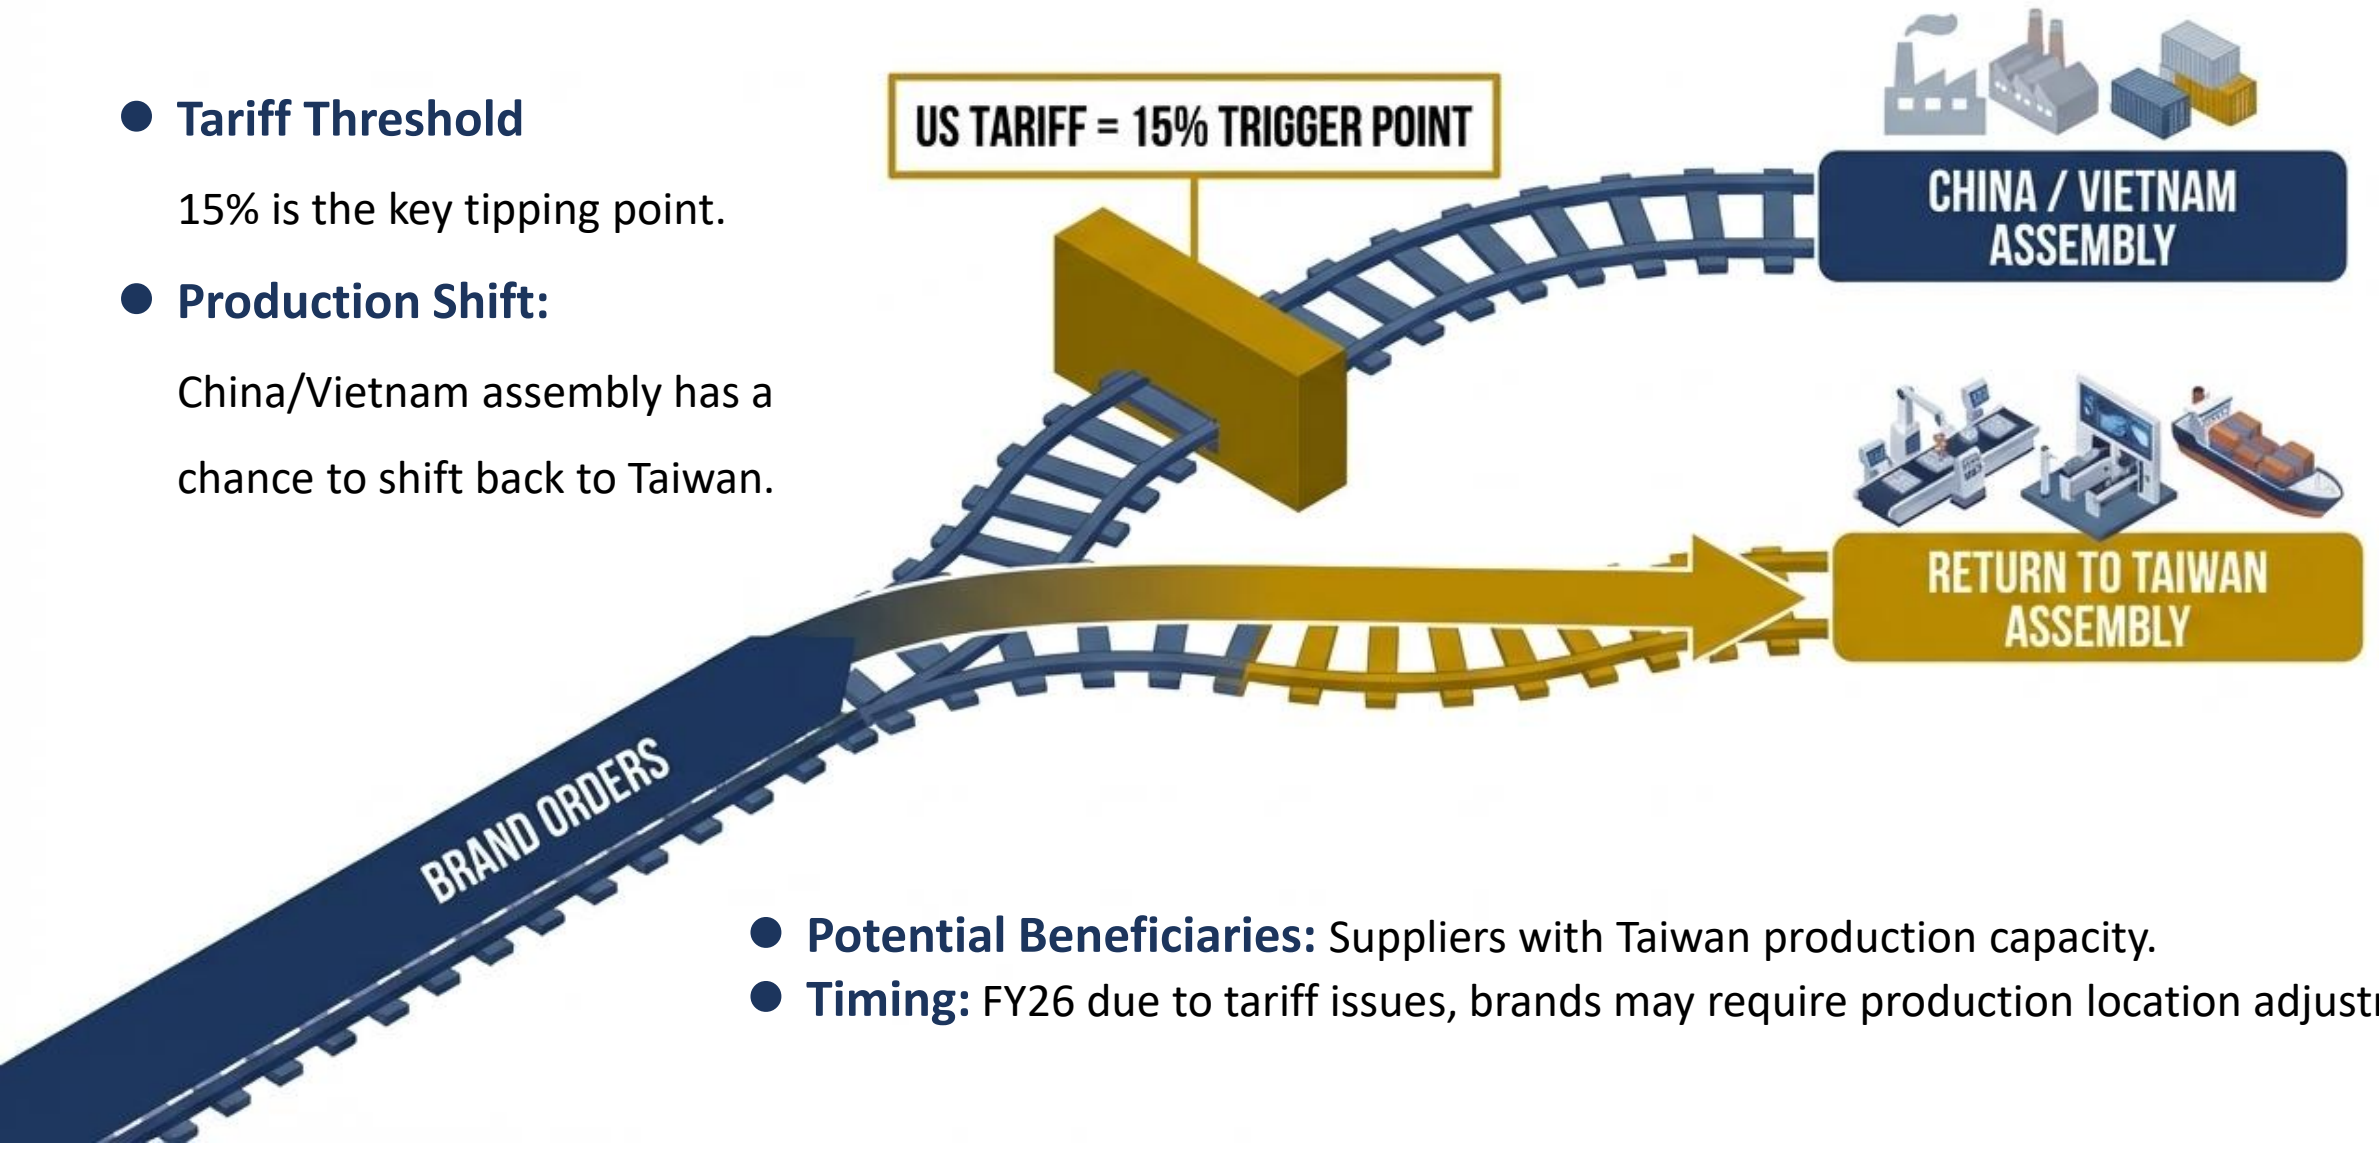 ● Tariff Threshold
15% is the key tipping point.
● Production Shift:
China/Vietnam assembly has a
chance to shift back to Taiwan.
US TARIFF = 15% TRIGGER POINT
CHINA / VIETNAM
ASSEMBLY
RETURN TO TAIWAN
ASSEMBLY
BRAND ORDERS
● Potential Beneficiaries: Suppliers with Taiwan production capacity.
● Timing: FY26 due to tariff issues, brands may require production location